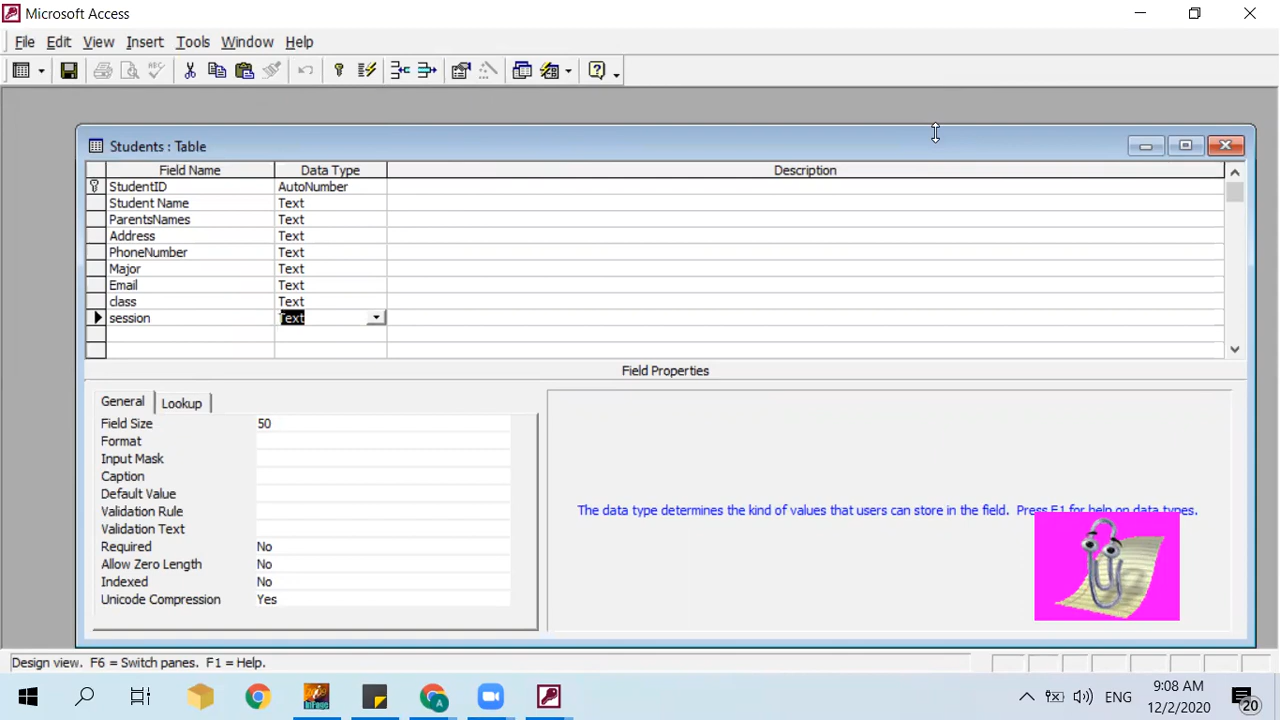 Microsoft Access
File Edit View Insert Tools Window Help
Students : Table
Field Name Data Type Description
StudentID AutoNumber
Student Name Text
ParentsNames Text
Address Text
PhoneNumber Text
Major Text
Email Text
class Text
session Text
Field Properties
General Lookup
Field Size 50
Format
Input Mask
Caption
Default Value
Validation Rule
Validation Text
Required No
Allow Zero Length No
Indexed No
Unicode Compression Yes
The data type determines the kind of values that users can store in the field. Press F1 for help on data types.
Design view. F6 = Switch panes. F1 = Help.
ENG
9:08 AM
12/2/2020
20